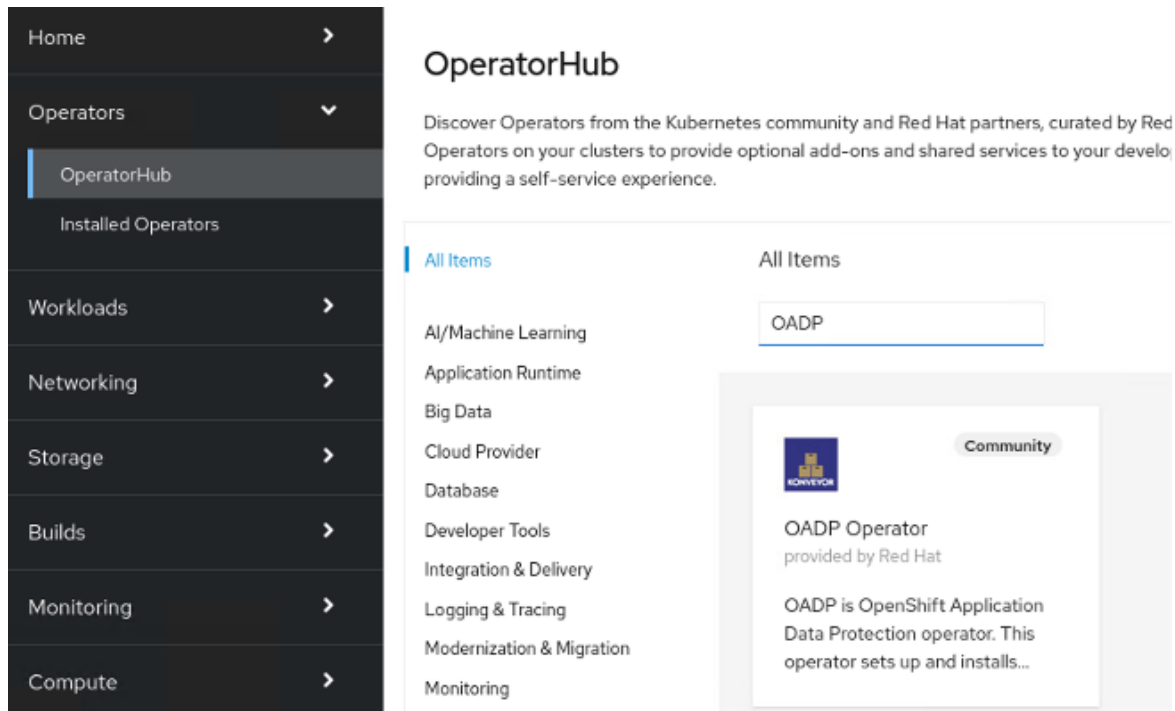 Home
Operators
OperatorHub
Installed Operators
Workloads
Networking
Storage
Builds
Monitoring
Compute
OperatorHub
Discover Operators from the Kubernetes community and Red Hat partners, curated by Red
Operators on your clusters to provide optional add-ons and shared services to your develo
providing a self-service experience.
All Items
AI/Machine Learning
Application Runtime
Big Data
Cloud Provider
Database
Developer Tools
Integration & Delivery
Logging & Tracing
Modernization & Migration
Monitoring
All Items
OADP
KONVEYOR
Community
OADP Operator
provided by Red Hat
OADP is OpenShift Application
Data Protection operator. This
operator sets up and installs...